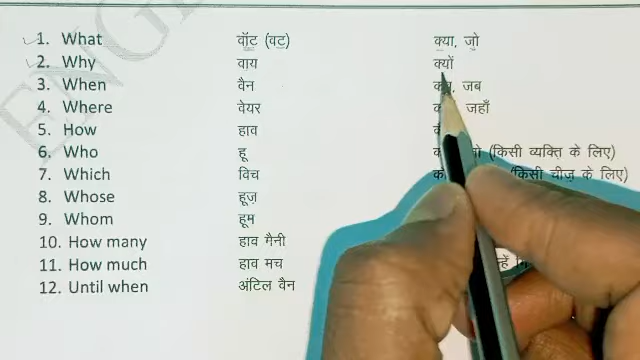 ENGLI
1. What वॉट (वट) क्या, जो
2. Why वाय क्यों
3. When वैन जब
4. Where वेयर जहाँ
5. How हाव
6. Who हू (किसी व्यक्ति के लिए)
7. Which विच (किसी चीज़ के लिए)
8. Whose हूज़
9. Whom हूम
10. How many हाव मैनी
11. How much हाव मच
12. Until when अंटिल वैन